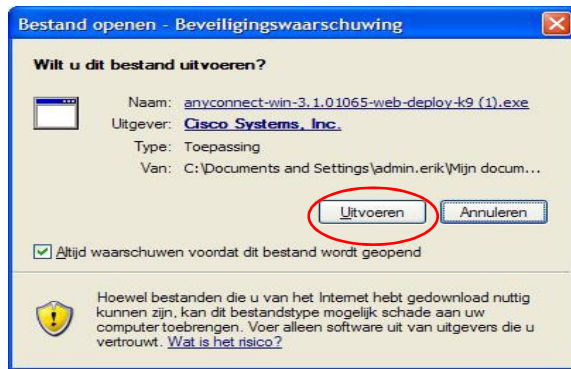 Bestand openen - Beveiligingswaarschuwing
Wilt u dit bestand uitvoeren?
Naam: anyconnect-win-3.1.01065-web-deploy-k9 (1).exe
Uitgever: Cisco Systems, Inc.
Type: Toepassing
Van: C:\Documents and Settings\admin.erik\Mijn docum...
Uitvoeren Annuleren
Altijd waarschuwen voordat dit bestand wordt geopend
Hoewel bestanden die u van het Internet hebt gedownload nuttig
kunnen zijn, kan dit bestandstype mogelijk schade aan uw
computer toebrengen. Voer alleen software uit van uitgevers die u
vertrouwt. Wat is het risico?